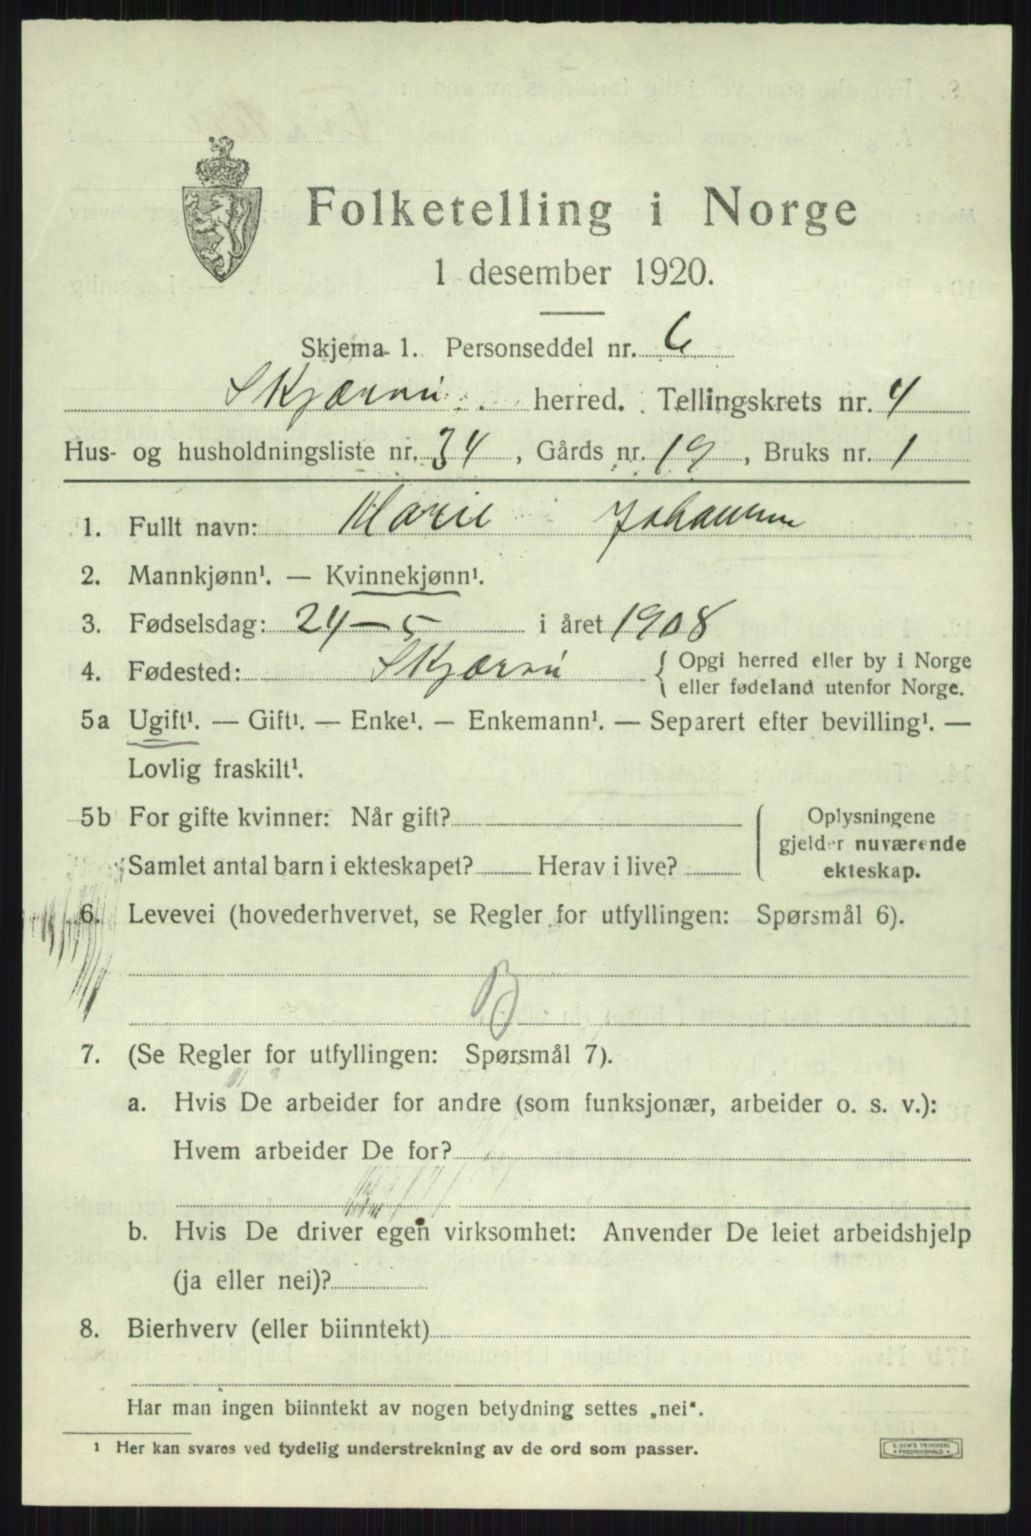 Folketelling i Norge
1 desember 1920.
Skjema 1. Personseddel nr. 6
Skjærvø herred. Tellingskrets nr. 4
Hus- og husholdningsliste nr. 34, Gårds nr. 19, Bruks nr. 1
1. Fullt navn: Marie Johansen
2. Mannkjønn¹. — Kvinnekjønn¹.
3. Fødselsdag: 24 — 5 i året 1908
4. Fødested: Skjærvø { Opgi herred eller by i Norge
eller fødeland utenfor Norge.
5a Ugift¹. — Gift¹. — Enke¹. — Enkemann¹. — Separert efter bevilling¹. —
Lovlig fraskilt¹.
5b For gifte kvinner: Når gift?
Samlet antal barn i ekteskapet? Herav i live?
Oplysningene
gjelder nuværende
ekteskap.
6. Levevei (hovederhvervet, se Regler for utfyllingen: Spørsmål 6).
B
7. (Se Regler for utfyllingen: Spørsmål 7).
a. Hvis De arbeider for andre (som funksjonær, arbeider o. s. v.):
Hvem arbeider De for?
b. Hvis De driver egen virksomhet: Anvender De leiet arbeidshjelp
(ja eller nei)?
8. Bierhverv (eller biinntekt)
Har man ingen biinntekt av nogen betydning settes „nei".
¹ Her kan svares ved tydelig understrekning av de ord som passer.